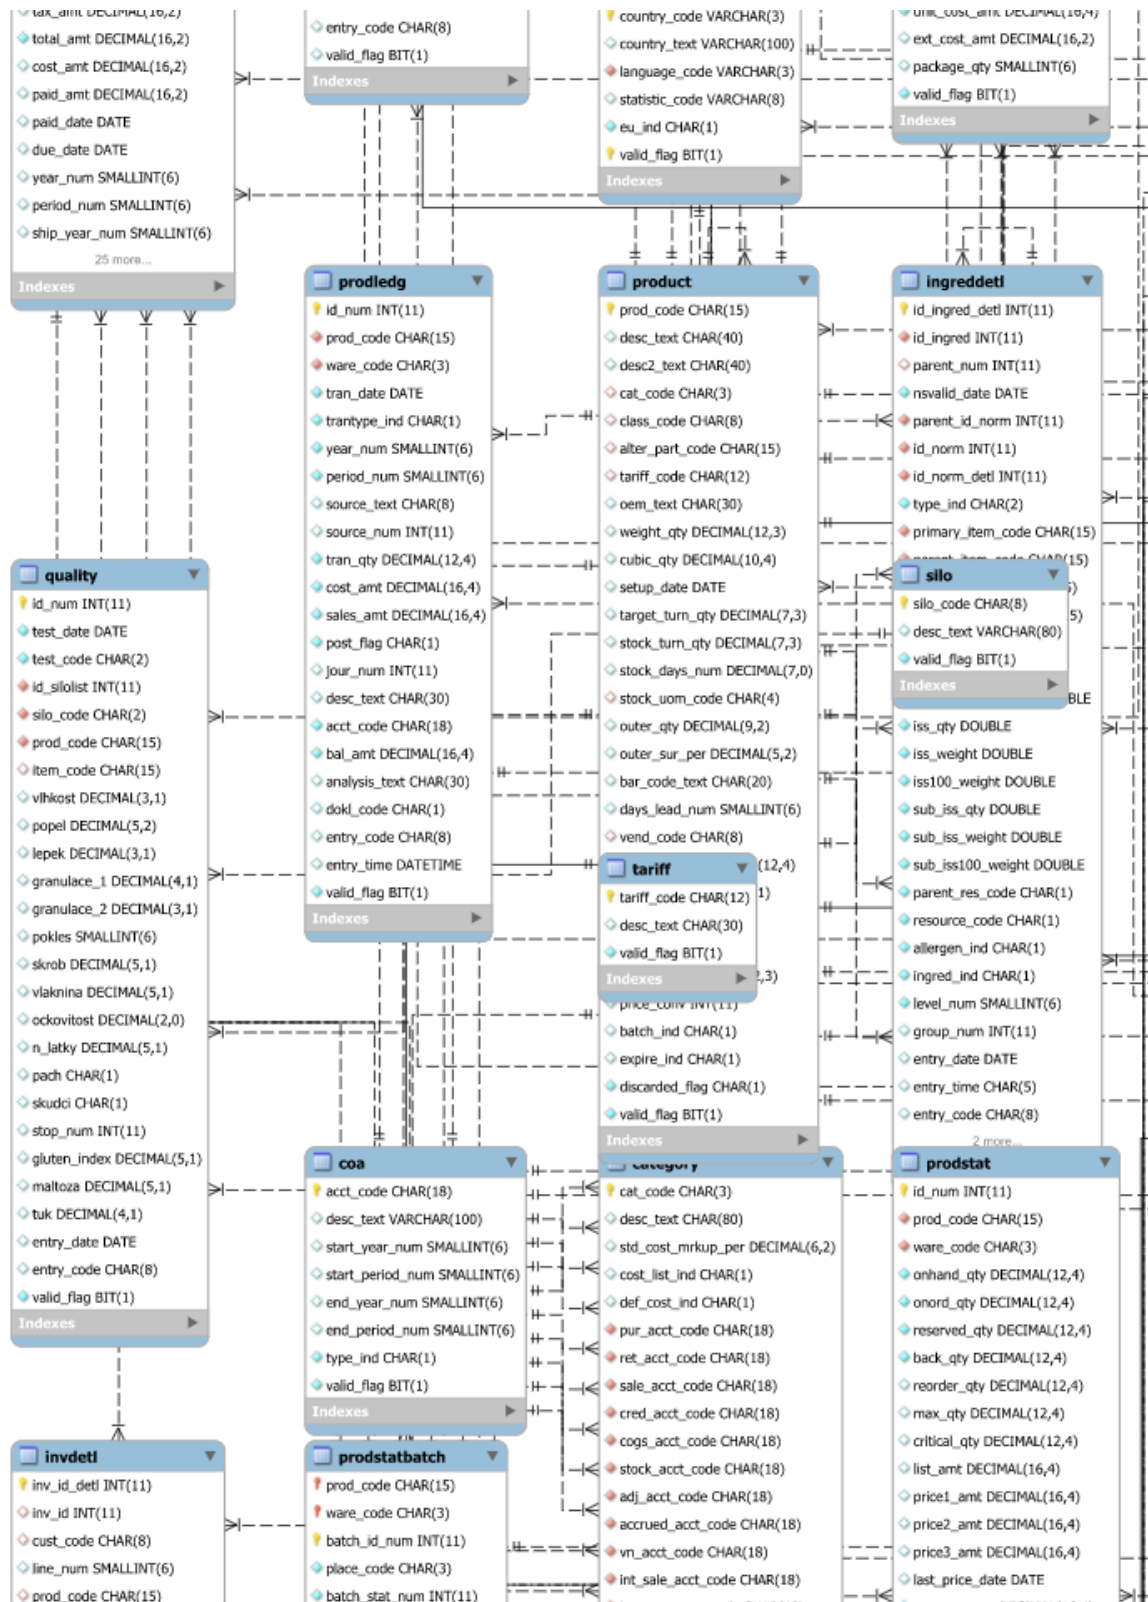 tax_amt DECIMAL(16,2)
total_amt DECIMAL(16,2)
cost_amt DECIMAL(16,2)
paid_amt DECIMAL(16,2)
paid_date DATE
due_date DATE
year_num SMALLINT(6)
period_num SMALLINT(6)
ship_year_num SMALLINT(6)
25 more...
Indexes
entry_code CHAR(8)
valid_flag BIT(1)
Indexes
country_code VARCHAR(3)
country_text VARCHAR(100)
language_code VARCHAR(3)
statistic_code VARCHAR(8)
eu_ind CHAR(1)
valid_flag BIT(1)
Indexes
unit_cost_amt DECIMAL(16,4)
ext_cost_amt DECIMAL(16,2)
package_qty SMALLINT(6)
valid_flag BIT(1)
Indexes
prodledg
id_num INT(11)
prod_code CHAR(15)
ware_code CHAR(3)
tran_date DATE
trantype_ind CHAR(1)
year_num SMALLINT(6)
period_num SMALLINT(6)
source_text CHAR(8)
source_num INT(11)
tran_qty DECIMAL(12,4)
cost_amt DECIMAL(16,4)
sales_amt DECIMAL(16,4)
post_flag CHAR(1)
jour_num INT(11)
desc_text CHAR(30)
acct_code CHAR(18)
bal_amt DECIMAL(16,4)
analysis_text CHAR(30)
dokl_code CHAR(1)
entry_code CHAR(8)
entry_time DATETIME
valid_flag BIT(1)
Indexes
product
prod_code CHAR(15)
desc_text CHAR(40)
desc2_text CHAR(40)
cat_code CHAR(3)
class_code CHAR(8)
alter_part_code CHAR(15)
tariff_code CHAR(12)
oem_text CHAR(30)
weight_qty DECIMAL(12,3)
cubic_qty DECIMAL(10,4)
setup_date DATE
target_turn_qty DECIMAL(7,3)
stock_turn_qty DECIMAL(7,3)
stock_days_num DECIMAL(7,0)
stock_uom_code CHAR(4)
outer_qty DECIMAL(9,2)
outer_sur_per DECIMAL(5,2)
bar_code_text CHAR(20)
days_lead_num SMALLINT(6)
vend_code CHAR(8)
(12,4)
1)
2,3)
price_conv INT(11)
batch_ind CHAR(1)
expire_ind CHAR(1)
discarded_flag CHAR(1)
valid_flag BIT(1)
Indexes
tariff
tariff_code CHAR(12)
desc_text CHAR(30)
valid_flag BIT(1)
Indexes
ingreddetl
id_ingred_detl INT(11)
id_ingred INT(11)
parent_num INT(11)
nsvalid_date DATE
parent_id_norm INT(11)
id_norm INT(11)
id_norm_detl INT(11)
type_ind CHAR(2)
primary_item_code CHAR(15)
parent_item_code CHAR(15)
5)
5)
BLE
iss_qty DOUBLE
iss_weight DOUBLE
iss100_weight DOUBLE
sub_iss_qty DOUBLE
sub_iss_weight DOUBLE
sub_iss100_weight DOUBLE
parent_res_code CHAR(1)
resource_code CHAR(1)
allergen_ind CHAR(1)
ingred_ind CHAR(1)
level_num SMALLINT(6)
group_num INT(11)
entry_date DATE
entry_time CHAR(5)
entry_code CHAR(8)
2 more...
silo
silo_code CHAR(8)
desc_text VARCHAR(80)
valid_flag BIT(1)
Indexes
quality
id_num INT(11)
test_date DATE
test_code CHAR(2)
id_silolist INT(11)
silo_code CHAR(2)
prod_code CHAR(15)
item_code CHAR(15)
vlhkost DECIMAL(3,1)
popel DECIMAL(5,2)
lepek DECIMAL(3,1)
granulace_1 DECIMAL(4,1)
granulace_2 DECIMAL(3,1)
pokles SMALLINT(6)
skrob DECIMAL(5,1)
vlaknina DECIMAL(5,1)
ockovitost DECIMAL(2,0)
n_latky DECIMAL(5,1)
pach CHAR(1)
skudci CHAR(1)
stop_num INT(11)
gluten_index DECIMAL(5,1)
maltoza DECIMAL(5,1)
tuk DECIMAL(4,1)
entry_date DATE
entry_code CHAR(8)
valid_flag BIT(1)
Indexes
coa
acct_code CHAR(18)
desc_text VARCHAR(100)
start_year_num SMALLINT(6)
start_period_num SMALLINT(6)
end_year_num SMALLINT(6)
end_period_num SMALLINT(6)
type_ind CHAR(1)
valid_flag BIT(1)
Indexes
category
cat_code CHAR(3)
desc_text CHAR(80)
std_cost_mrkup_per DECIMAL(6,2)
cost_list_ind CHAR(1)
def_cost_ind CHAR(1)
pur_acct_code CHAR(18)
ret_acct_code CHAR(18)
sale_acct_code CHAR(18)
cred_acct_code CHAR(18)
cogs_acct_code CHAR(18)
stock_acct_code CHAR(18)
adj_acct_code CHAR(18)
accrued_acct_code CHAR(18)
vn_acct_code CHAR(18)
int_sale_acct_code CHAR(18)
prodstat
id_num INT(11)
prod_code CHAR(15)
ware_code CHAR(3)
onhand_qty DECIMAL(12,4)
onord_qty DECIMAL(12,4)
reserved_qty DECIMAL(12,4)
back_qty DECIMAL(12,4)
reorder_qty DECIMAL(12,4)
max_qty DECIMAL(12,4)
critical_qty DECIMAL(12,4)
list_amt DECIMAL(16,4)
price1_amt DECIMAL(16,4)
price2_amt DECIMAL(16,4)
price3_amt DECIMAL(16,4)
last_price_date DATE
invdetl
inv_id_detl INT(11)
inv_id INT(11)
cust_code CHAR(8)
line_num SMALLINT(6)
prod_code CHAR(15)
prodstatbatch
prod_code CHAR(15)
ware_code CHAR(3)
batch_id_num INT(11)
place_code CHAR(3)
batch_stat_num INT(11)